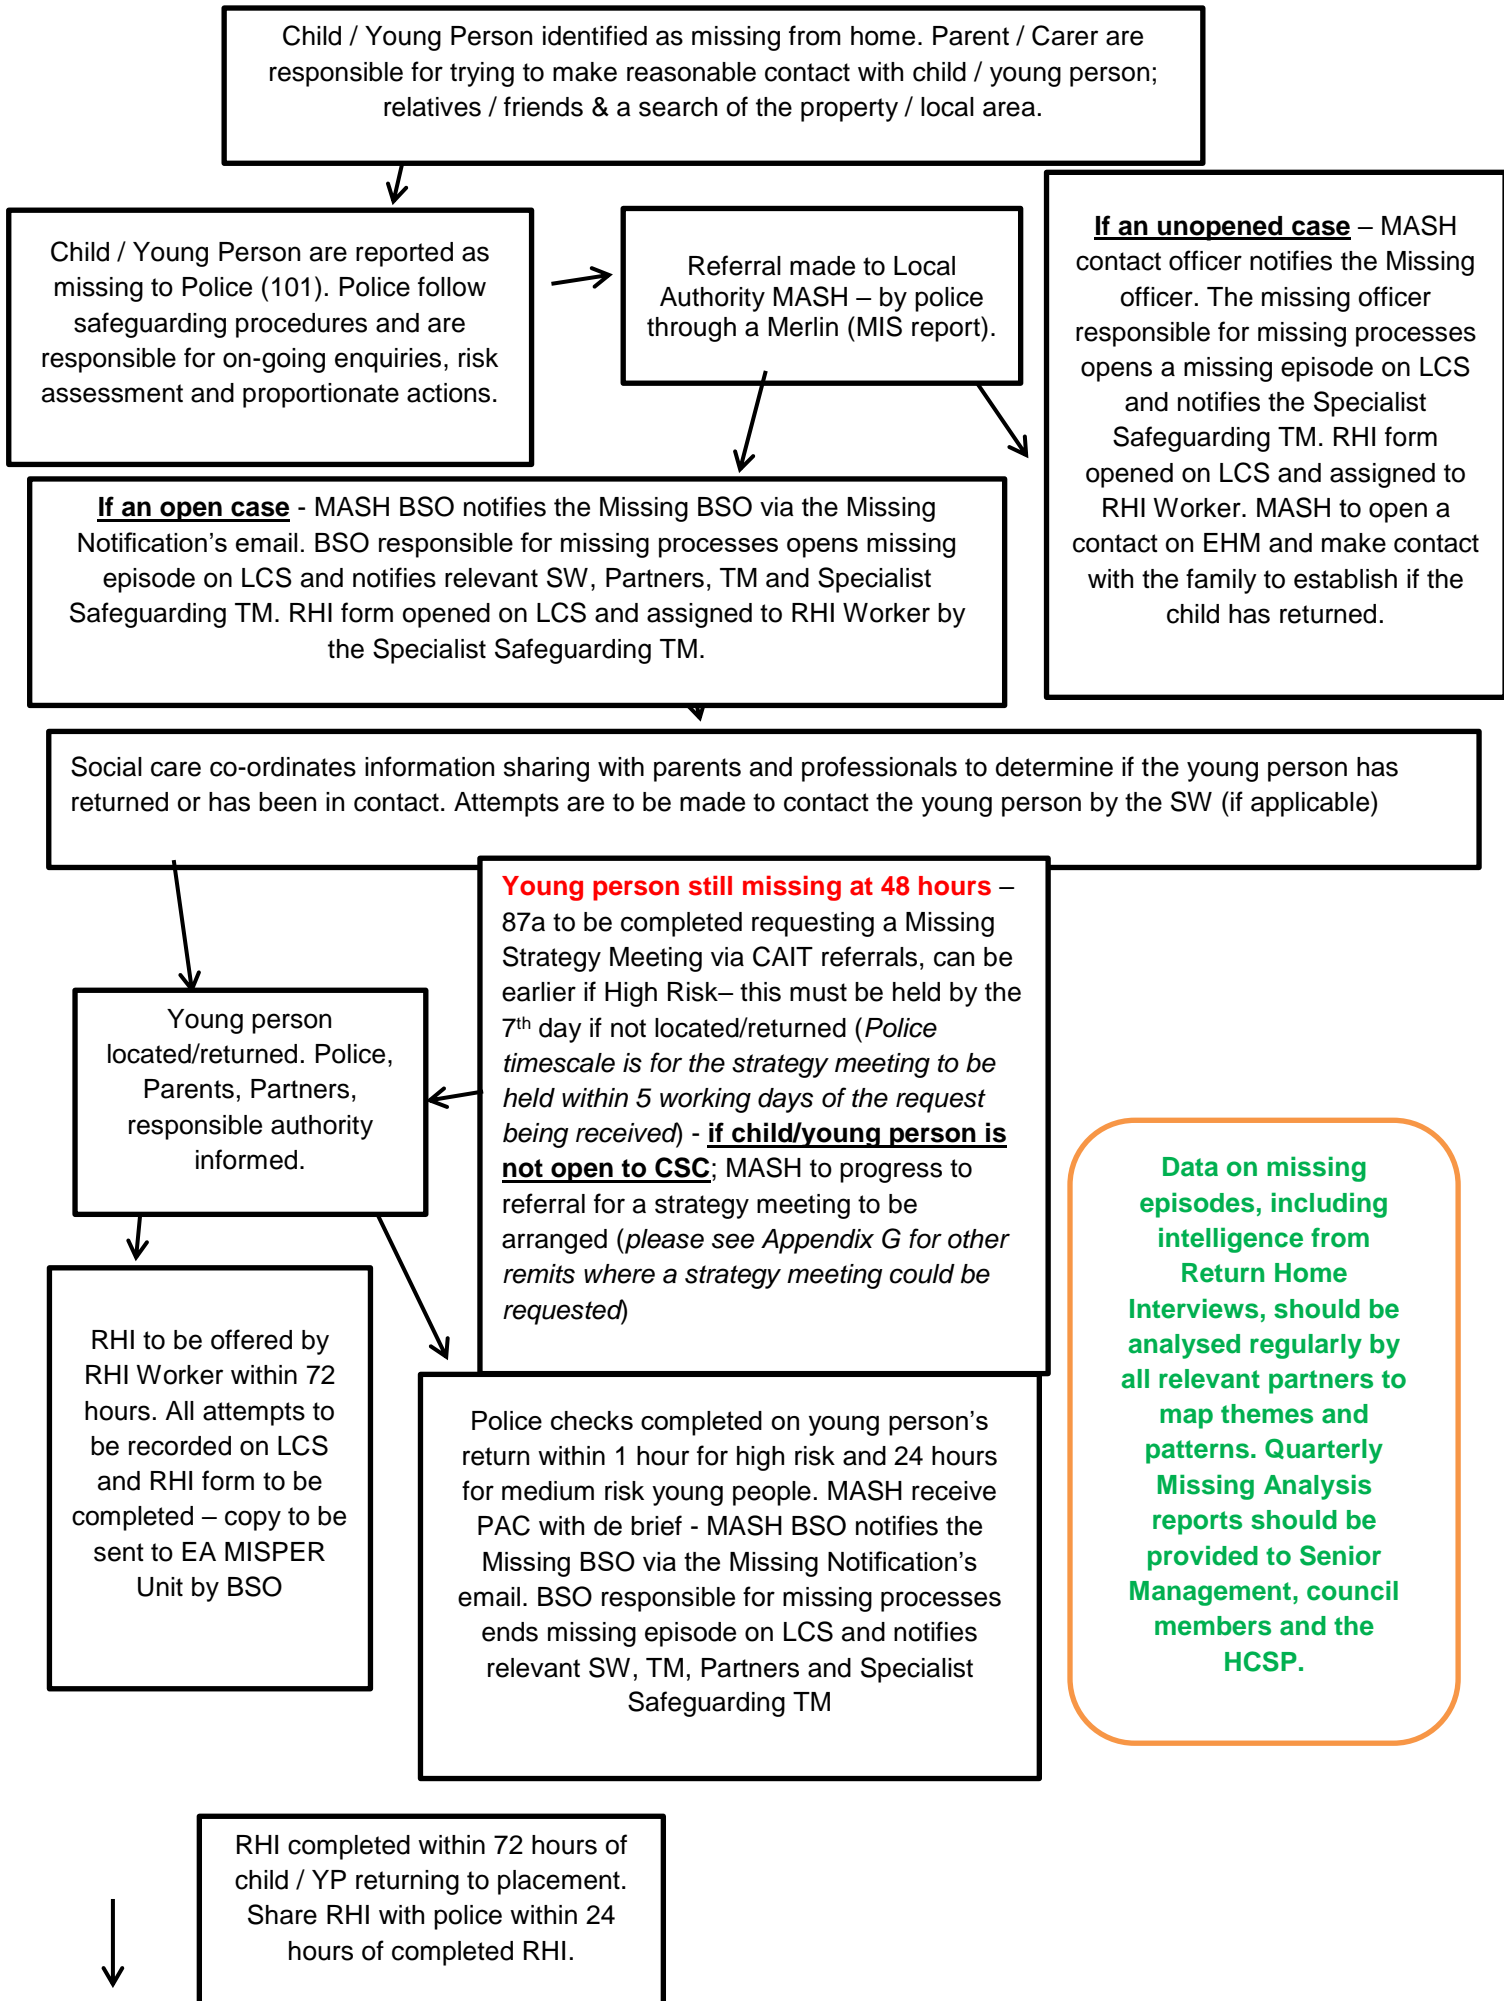 Child / Young Person identified as missing from home. Parent / Carer are
responsible for trying to make reasonable contact with child / young person;
relatives / friends & a search of the property / local area.
Child / Young Person are reported as
missing to Police (101). Police follow
safeguarding procedures and are
responsible for on-going enquiries, risk
assessment and proportionate actions.
Referral made to Local
Authority MASH – by police
through a Merlin (MIS report).
If an unopened case – MASH
contact officer notifies the Missing
officer. The missing officer
responsible for missing processes
opens a missing episode on LCS
and notifies the Specialist
Safeguarding TM. RHI form
opened on LCS and assigned to
RHI Worker. MASH to open a
contact on EHM and make contact
with the family to establish if the
child has returned.
If an open case - MASH BSO notifies the Missing BSO via the Missing
Notification’s email. BSO responsible for missing processes opens missing
episode on LCS and notifies relevant SW, Partners, TM and Specialist
Safeguarding TM. RHI form opened on LCS and assigned to RHI Worker by
the Specialist Safeguarding TM.
Social care co-ordinates information sharing with parents and professionals to determine if the young person has
returned or has been in contact. Attempts are to be made to contact the young person by the SW (if applicable)
Young person still missing at 48 hours –
87a to be completed requesting a Missing
Strategy Meeting via CAIT referrals, can be
earlier if High Risk– this must be held by the
7th day if not located/returned (Police
timescale is for the strategy meeting to be
held within 5 working days of the request
being received) - if child/young person is
not open to CSC; MASH to progress to
referral for a strategy meeting to be
arranged (please see Appendix G for other
remits where a strategy meeting could be
requested)
Young person
located/returned. Police,
Parents, Partners,
responsible authority
informed.
RHI to be offered by
RHI Worker within 72
hours. All attempts to
be recorded on LCS
and RHI form to be
completed – copy to be
sent to EA MISPER
Unit by BSO
Police checks completed on young person’s
return within 1 hour for high risk and 24 hours
for medium risk young people. MASH receive
PAC with de brief - MASH BSO notifies the
Missing BSO via the Missing Notification’s
email. BSO responsible for missing processes
ends missing episode on LCS and notifies
relevant SW, TM, Partners and Specialist
Safeguarding TM
Data on missing
episodes, including
intelligence from
Return Home
Interviews, should be
analysed regularly by
all relevant partners to
map themes and
patterns. Quarterly
Missing Analysis
reports should be
provided to Senior
Management, council
members and the
HCSP.
RHI completed within 72 hours of
child / YP returning to placement.
Share RHI with police within 24
hours of completed RHI.